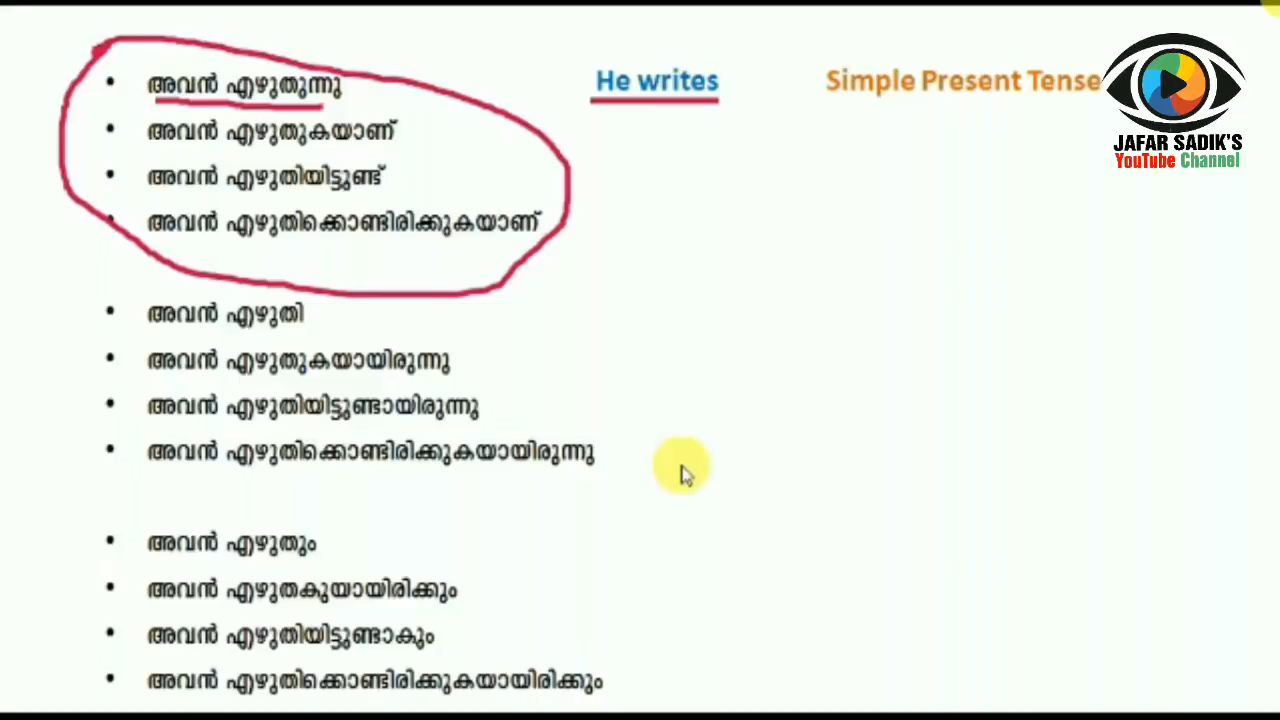 • അവൻ എഴുതുന്നു He writes Simple Present Tense
• അവൻ എഴുതുകയാണ്
JAFAR SADIK'S
YouTube Channel
• അവൻ എഴുതിയിട്ടുണ്ട്
• അവൻ എഴുതിക്കൊണ്ടിരിക്കുകയാണ്
• അവൻ എഴുതി
• അവൻ എഴുതുകയായിരുന്നു
• അവൻ എഴുതിയിട്ടുണ്ടായിരുന്നു
• അവൻ എഴുതിക്കൊണ്ടിരിക്കുകയായിരുന്നു
• അവൻ എഴുതും
• അവൻ എഴുതകുയായിരിക്കും
• അവൻ എഴുതിയിട്ടുണ്ടാകും
• അവൻ എഴുതിക്കൊണ്ടിരിക്കുകയായിരിക്കും